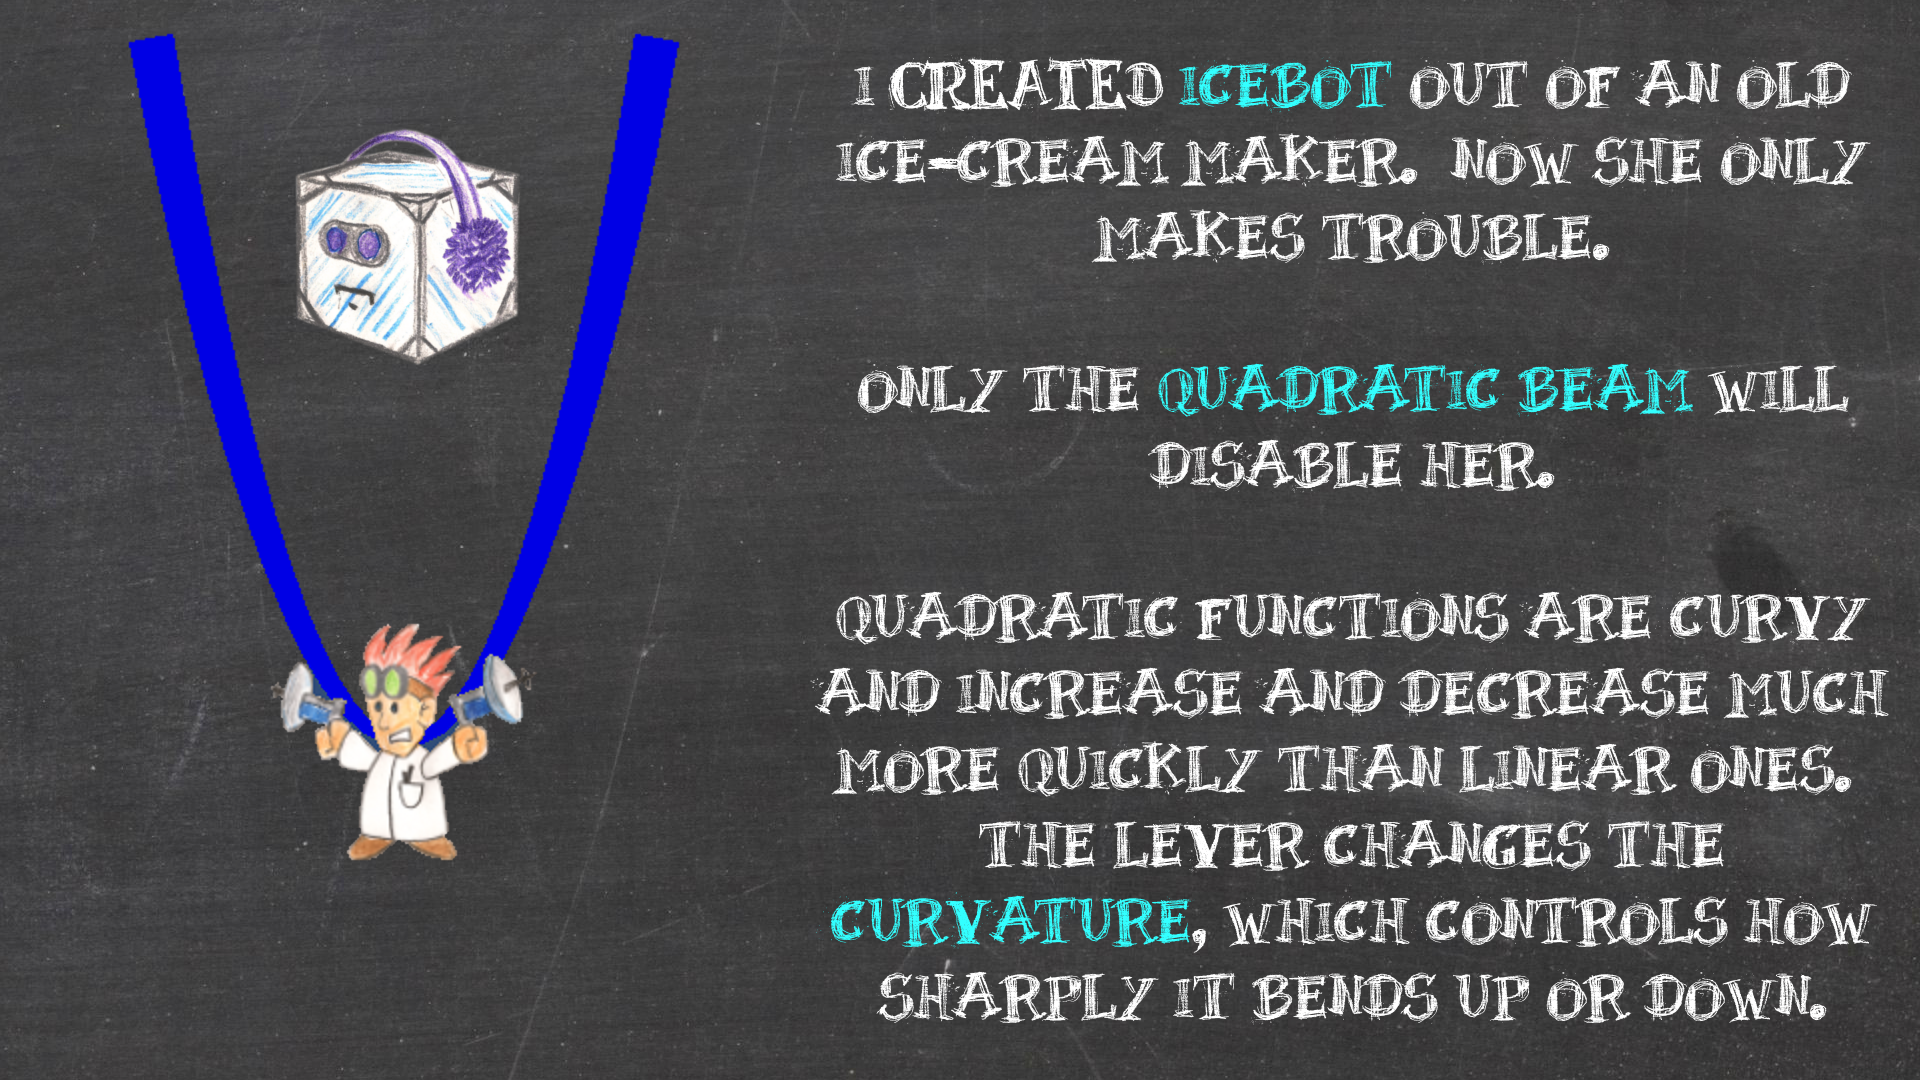 I CREATED ICEBOT OUT OF AN OLD
ICE-CREAM MAKER.  NOW SHE ONLY
MAKES TROUBLE.
ONLY THE QUADRATIC BEAM WILL
DISABLE HER.
QUADRATIC FUNCTIONS ARE CURVY
AND INCREASE AND DECREASE MUCH
MORE QUICKLY THAN LINEAR ONES.
THE LEVER CHANGES THE
CURVATURE, WHICH CONTROLS HOW
SHARPLY IT BENDS UP OR DOWN.